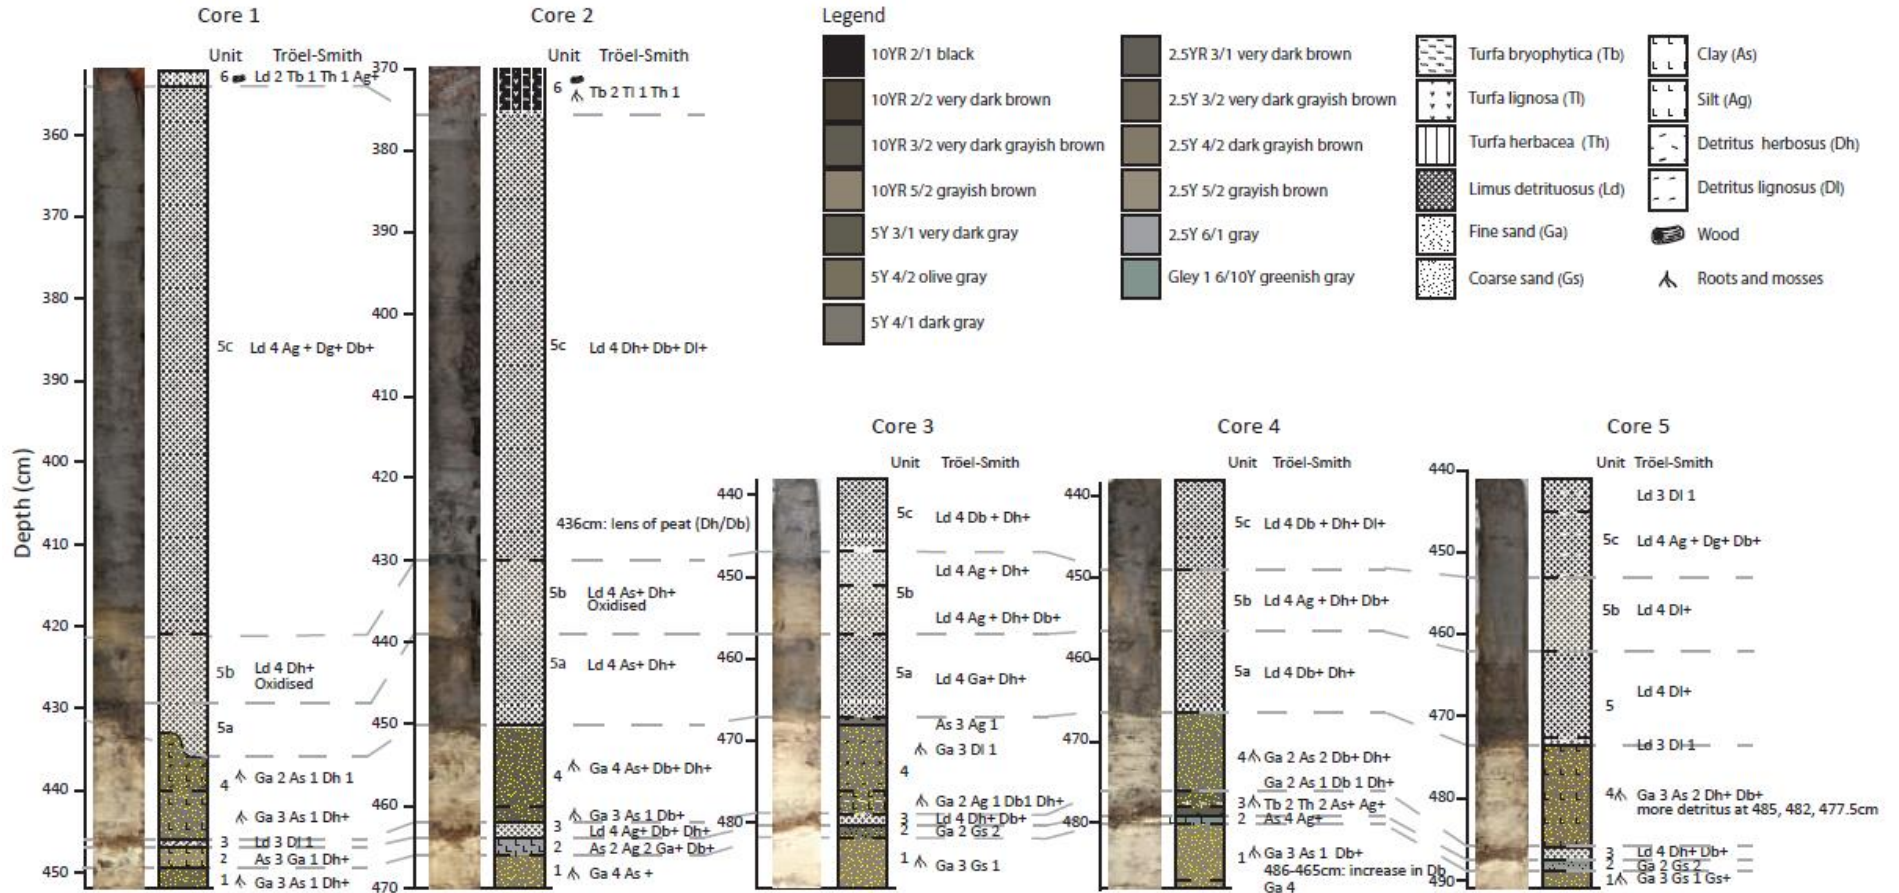 Core 1
Unit Tröel-Smith
6 Ld 2 Tb 1 Th 1 Ag+
5c Ld 4 Ag + Dg+ Db+
5b Ld 4 Dh+
Oxidised
5a
4 Ga 2 As 1 Dh 1
Ga 3 As 1 Dh+
3 Ld 3 Dl 1
2 As 3 Ga 1 Dh+
1 Ga 3 As 1 Dh+
Depth (cm)
360
370
380
390
400
410
420
430
440
450
Core 2
Unit Tröel-Smith
6 Tb 2 Tl 1 Th 1
5c Ld 4 Dh+ Db+ Dl+
436cm: lens of peat (Dh/Db)
5b Ld 4 As+ Dh+
Oxidised
5a Ld 4 As+ Dh+
4 Ga 4 As+ Db+ Dh+
Ga 3 As 1 Db+
3 Ld 4 Ag+ Db+ Dh+
2 As 2 Ag 2 Ga+ Db+
1 Ga 4 As +
370
380
390
400
410
420
430
440
450
460
470
Legend
10YR 2/1 black
10YR 2/2 very dark brown
10YR 3/2 very dark grayish brown
10YR 5/2 grayish brown
5Y 3/1 very dark gray
5Y 4/2 olive gray
5Y 4/1 dark gray
2.5YR 3/1 very dark brown
2.5Y 3/2 very dark grayish brown
2.5Y 4/2 dark grayish brown
2.5Y 5/2 grayish brown
2.5Y 6/1 gray
Gley 1 6/10Y greenish gray
Turfa bryophytica (Tb)
Turfa lignosa (Tl)
Turfa herbacea (Th)
Limus detrituosus (Ld)
Fine sand (Ga)
Coarse sand (Gs)
Clay (As)
Silt (Ag)
Detritus herbosus (Dh)
Detritus lignosus (Dl)
Wood
Roots and mosses
Core 3
Unit Tröel-Smith
5c Ld 4 Db + Dh+
Ld 4 Ag + Dh+
5b
Ld 4 Ag + Dh+ Db+
5a Ld 4 Ga+ Dh+
As 3 Ag 1
Ga 3 Dl 1
4
Ga 2 Ag 1 Db1 Dh+
3 Ld 4 Dh+ Db+
2 Ga 2 Gs 2
1 Ga 3 Gs 1
440
450
460
470
480
Core 4
Unit Tröel-Smith
5c Ld 4 Db + Dh+ Dl+
5b Ld 4 Ag + Dh+ Db+
5a Ld 4 Db+ Dh+
4 Ga 2 As 2 Db+ Dh+
Ga 2 As 1 Db 1 Dh+
3 Tb 2 Th 2 As+ Ag+
2 As 4 Ag+
1 Ga 3 As 1 Db+
486-465cm: increase in Db
Ga 4
440
450
460
470
480
Core 5
Unit Tröel-Smith
Ld 3 Dl 1
5c Ld 4 Ag + Dg+ Db+
5b Ld 4 Dl+
Ld 4 Dl+
5
Ld 3 Dl 1
4 Ga 3 As 2 Dh+ Db+
more detritus at 485, 482, 477.5cm
3 Ld 4 Dh+ Db+
2 Ga 2 Gs 2
1 Ga 3 Gs 1 Gs+
440
450
460
470
480
490